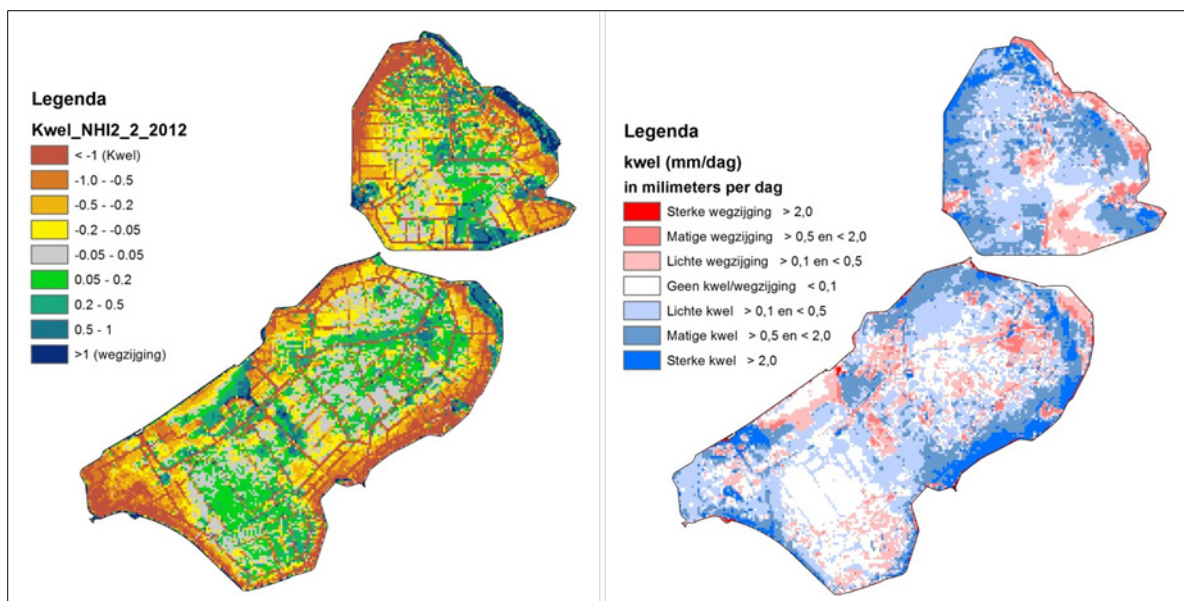 Legenda
Kwel_NHI2_2_2012
< -1 (Kwel)
-1.0 - -0.5
-0.5 - -0.2
-0.2 - -0.05
-0.05 - 0.05
0.05 - 0.2
0.2 - 0.5
0.5 - 1
>1 (wegzijging)
Legenda
kwel (mm/dag)
in milimeters per dag
Sterke wegzijging > 2,0
Matige wegzijging > 0,5 en < 2,0
Lichte wegzijging > 0,1 en < 0,5
Geen kwel/wegzijging < 0,1
Lichte kwel > 0,1 en < 0,5
Matige kwel > 0,5 en < 2,0
Sterke kwel > 2,0